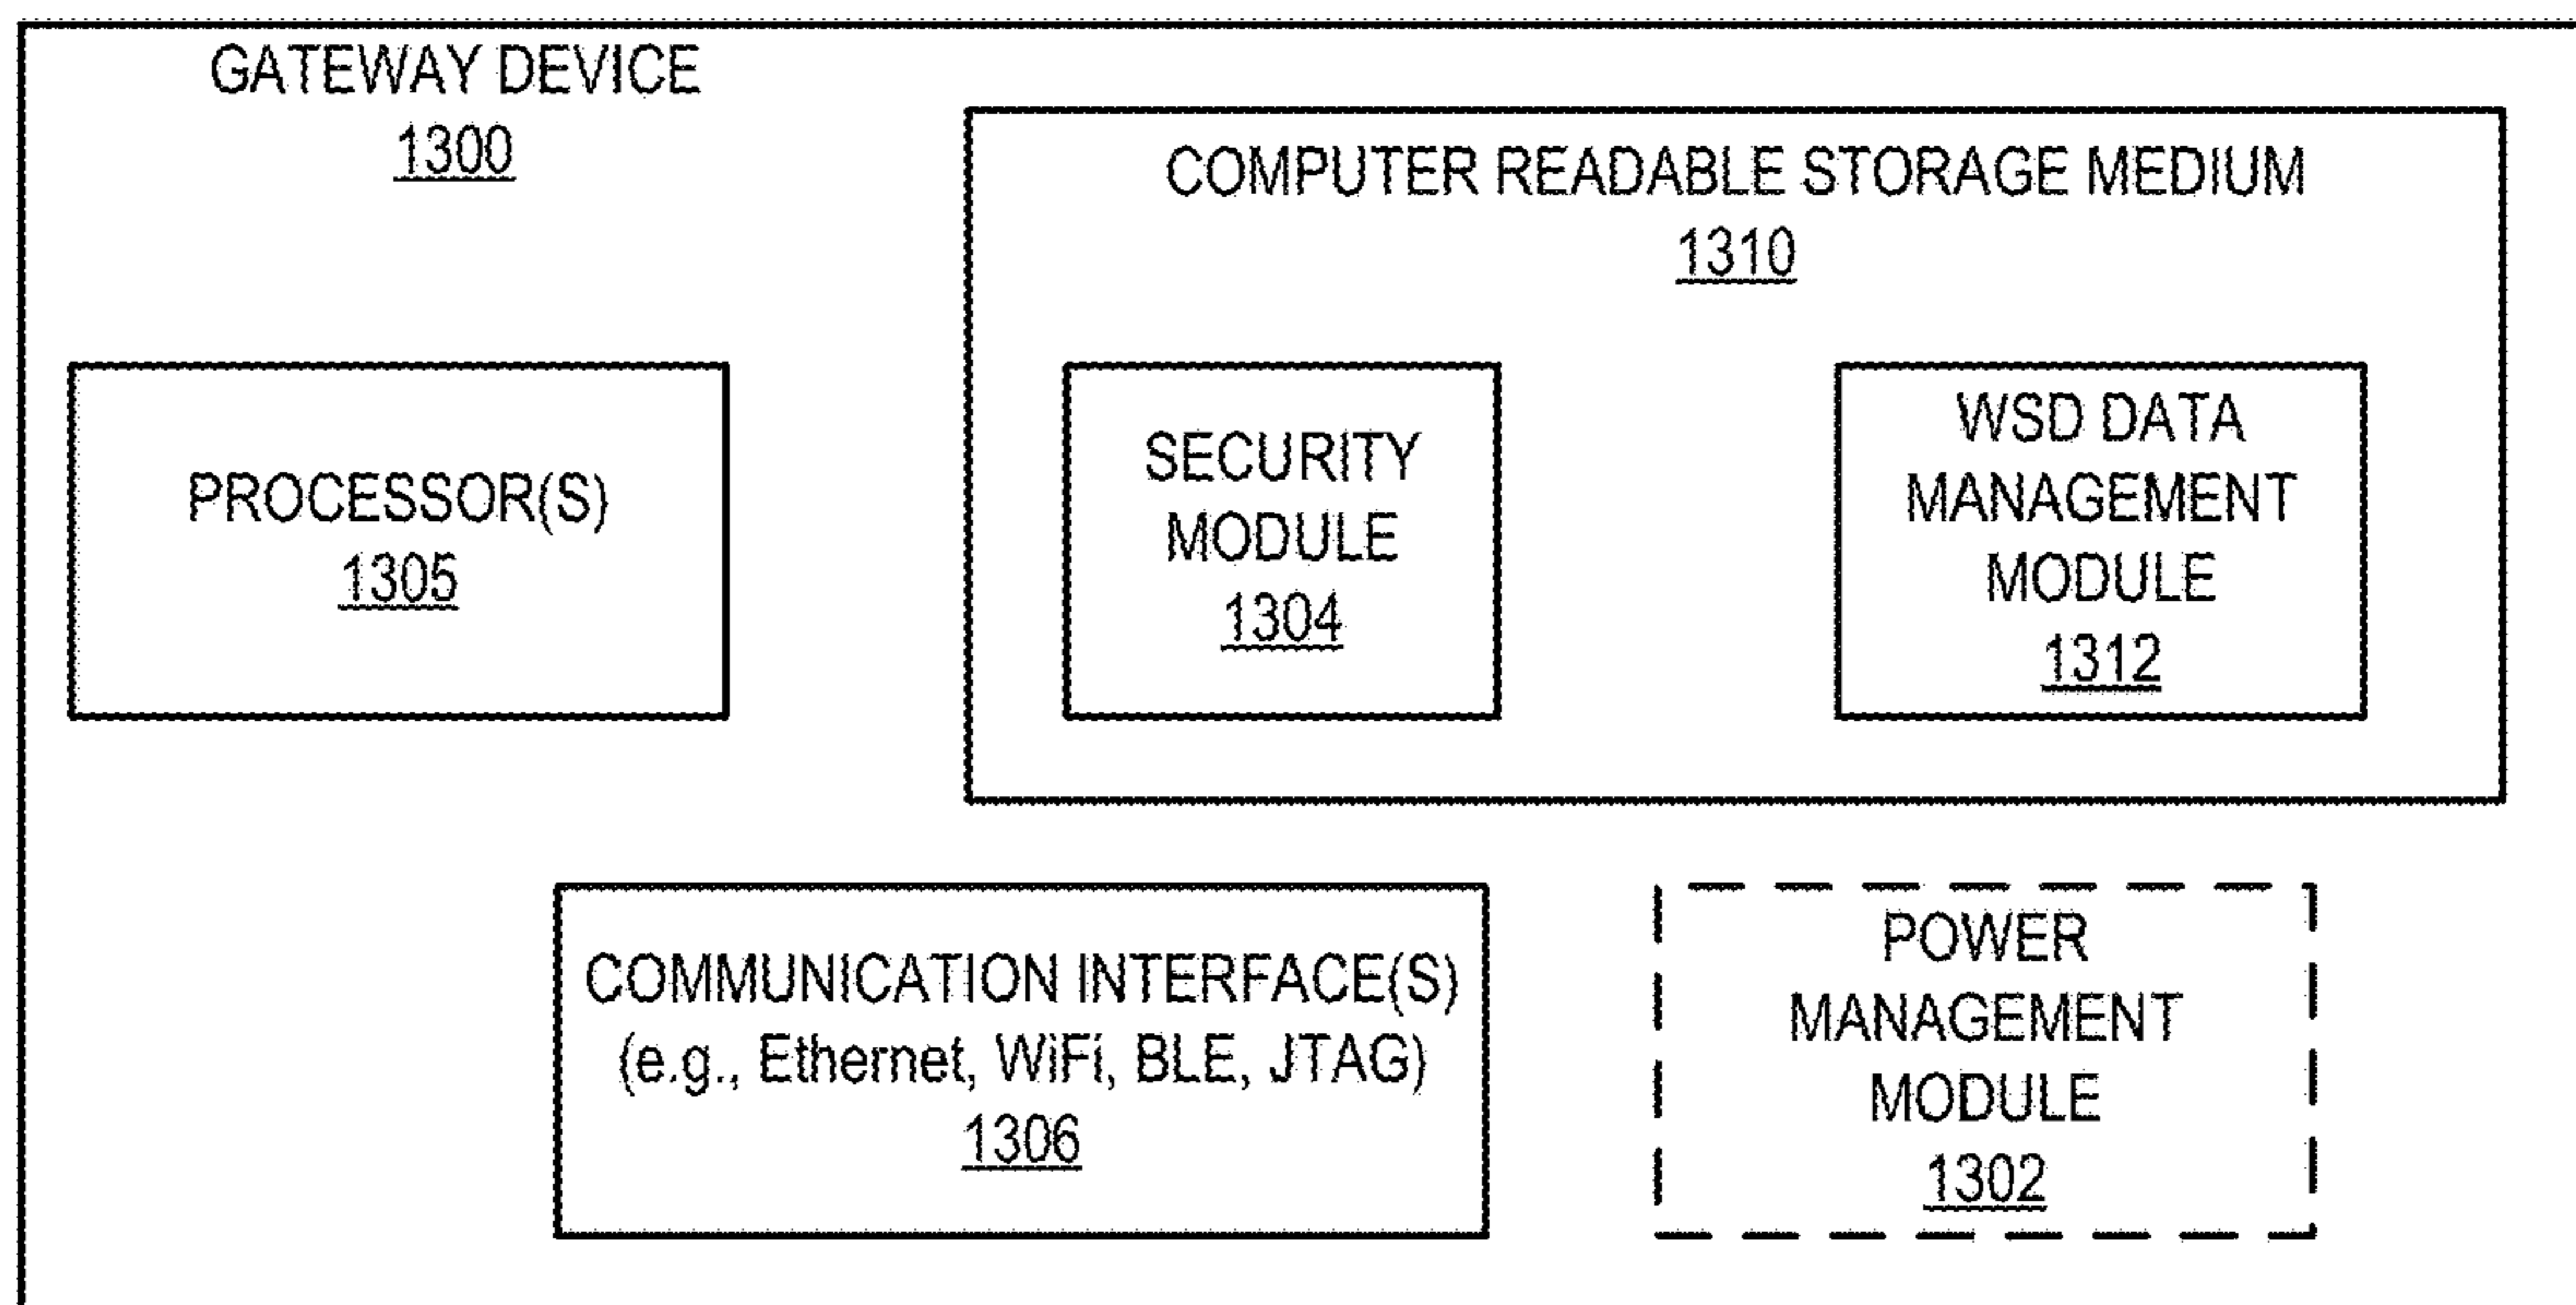 GATEWAY DEVICE
1300
COMPUTER READABLE STORAGE MEDIUM
1310
PROCESSOR(S)
1305
SECURITY
MODULE
1304
WSD DATA
MANAGEMENT
MODULE
1312
COMMUNICATION INTERFACE(S)
(e.g., Ethernet, WiFi, BLE, JTAG)
1306
POWER
MANAGEMENT
MODULE
1302